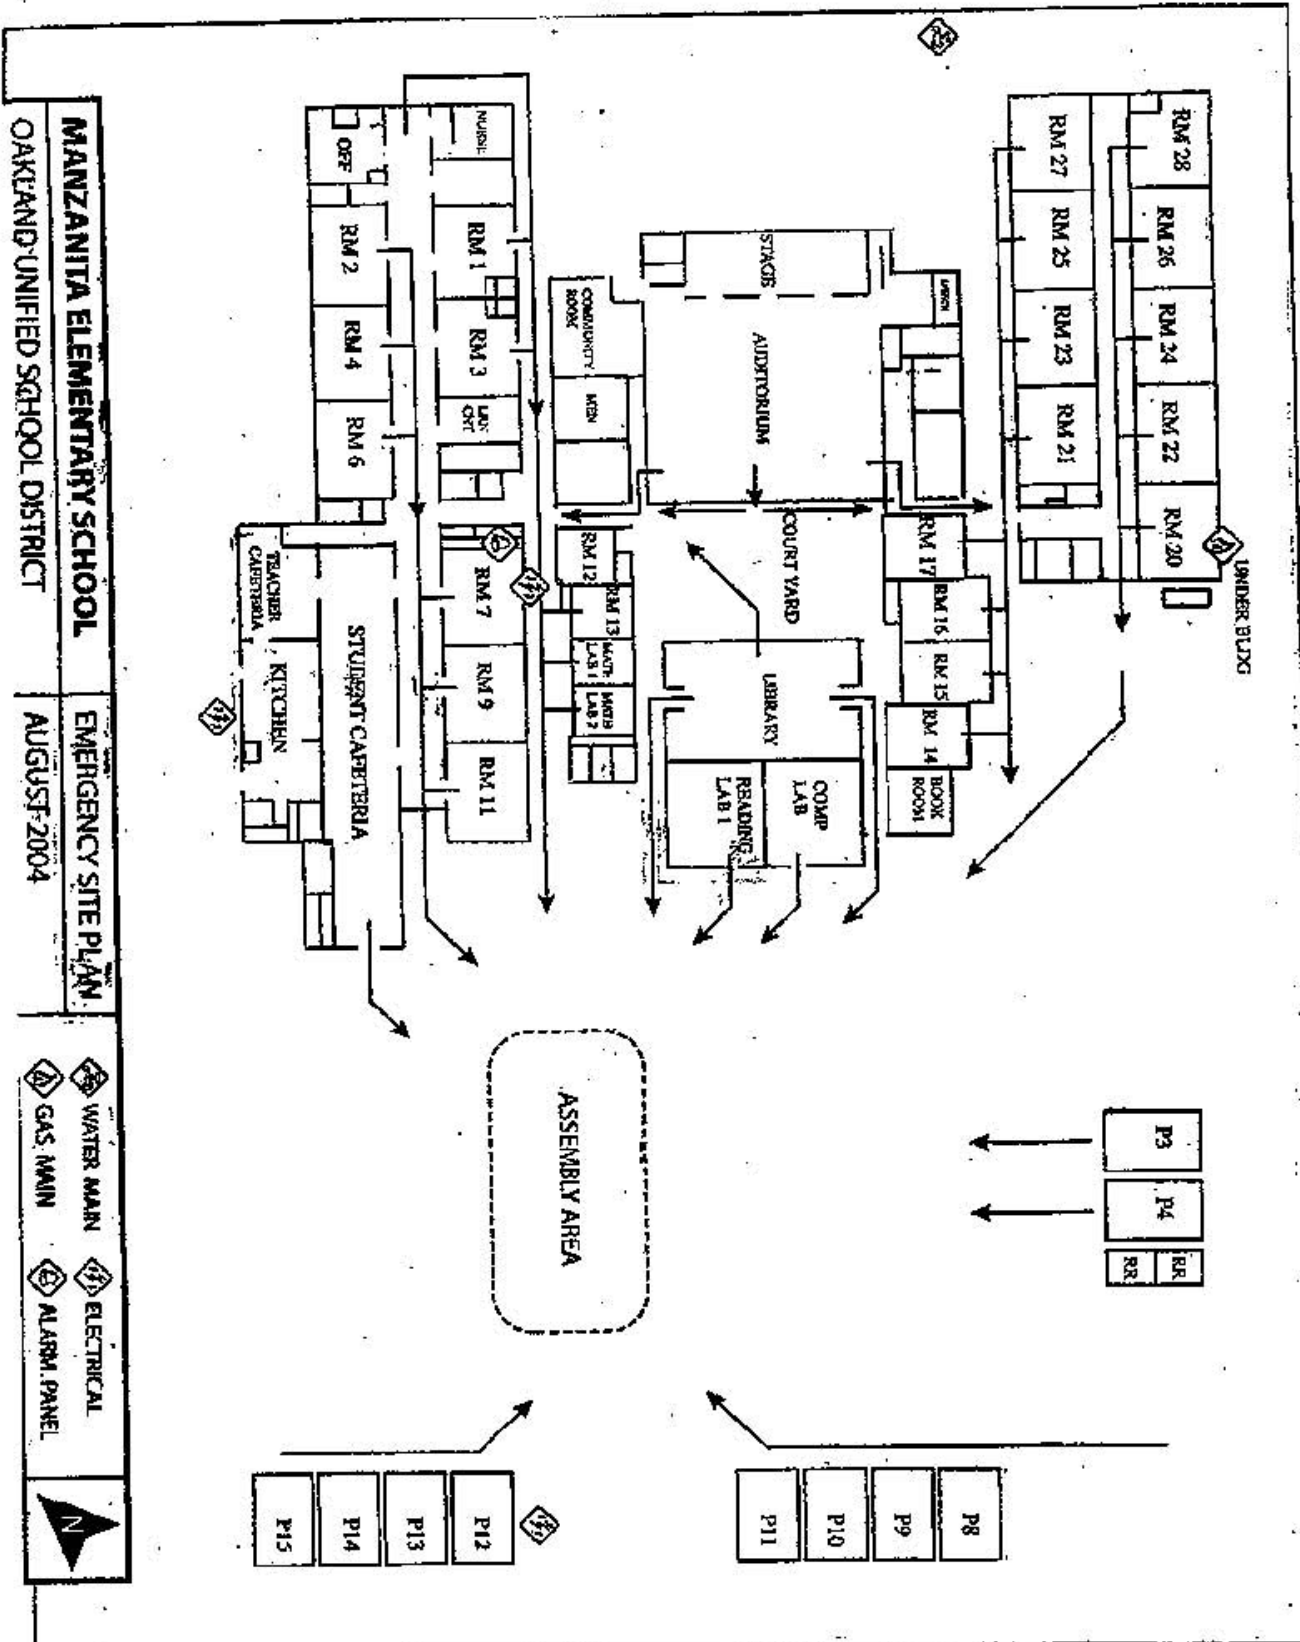 RM 28
RM 26
RM 24
RM 22
RM 20
UNDER BLDG
RM 27
RM 25
RM 23
RM 21
RM 17
RM 16
RM 15
RM 14
BOOK
ROOM
P3
P4
RR
RR
P8
P9
P10
P11
STAGE
AUDITORIUM
COURT YARD
LIBRARY
COMP
LAB
READING
LAB 1
COMMUNITY
ROOM
MEN
RM 12
RM 13
MATH
LAB 1
MATH
LAB 2
ASSEMBLY AREA
NURSE
RM 1
RM 3
RM 7
RM 9
RM 11
OFF
RM 2
RM 4
RM 6
TEACHER
CAFETERIA
KITCHEN
STUDENT CAFETERIA
P12
P13
P14
P15
MANZANITA ELEMENTARY SCHOOL
OAKLAND UNIFIED SCHOOL DISTRICT
EMERGENCY SITE PLAN
AUGUST 2004
WATER MAIN
GAS MAIN
ELECTRICAL
ALARM PANEL
N